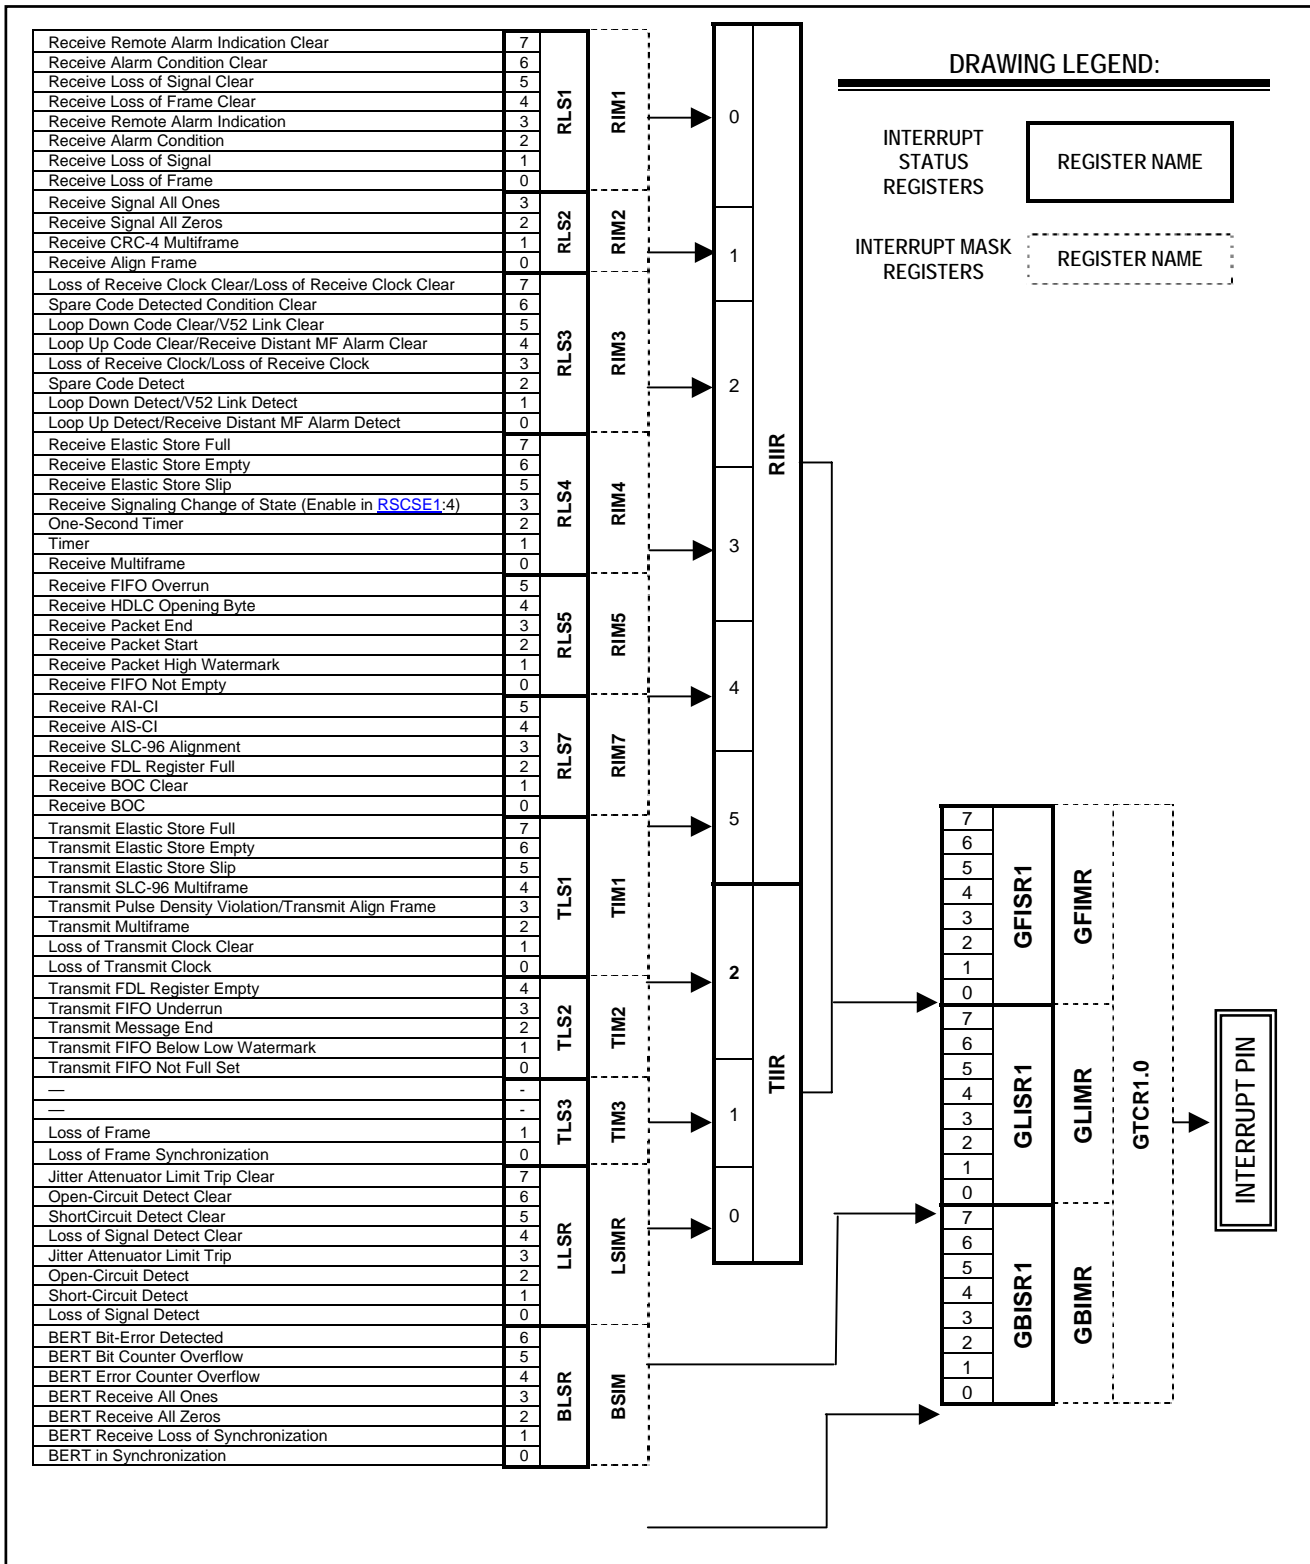 Receive Remote Alarm Indication Clear 7
Receive Alarm Condition Clear 6
Receive Loss of Signal Clear 5
Receive Loss of Frame Clear 4
Receive Remote Alarm Indication 3
Receive Alarm Condition 2
Receive Loss of Signal 1
Receive Loss of Frame 0
RLS1
RIM1
Receive Signal All Ones 3
Receive Signal All Zeros 2
Receive CRC-4 Multiframe 1
Receive Align Frame 0
RLS2
RIM2
Loss of Receive Clock Clear/Loss of Receive Clock Clear 7
Spare Code Detected Condition Clear 6
Loop Down Code Clear/V52 Link Clear 5
Loop Up Code Clear/Receive Distant MF Alarm Clear 4
Loss of Receive Clock/Loss of Receive Clock 3
Spare Code Detect 2
Loop Down Detect/V52 Link Detect 1
Loop Up Detect/Receive Distant MF Alarm Detect 0
RLS3
RIM3
Receive Elastic Store Full 7
Receive Elastic Store Empty 6
Receive Elastic Store Slip 5
Receive Signaling Change of State (Enable in RSCSE1:4) 3
One-Second Timer 2
Timer 1
Receive Multiframe 0
RLS4
RIM4
Receive FIFO Overrun 5
Receive HDLC Opening Byte 4
Receive Packet End 3
Receive Packet Start 2
Receive Packet High Watermark 1
Receive FIFO Not Empty 0
RLS5
RIM5
Receive RAI-CI 5
Receive AIS-CI 4
Receive SLC-96 Alignment 3
Receive FDL Register Full 2
Receive BOC Clear 1
Receive BOC 0
RLS7
RIM7
Transmit Elastic Store Full 7
Transmit Elastic Store Empty 6
Transmit Elastic Store Slip 5
Transmit SLC-96 Multiframe 4
Transmit Pulse Density Violation/Transmit Align Frame 3
Transmit Multiframe 2
Loss of Transmit Clock Clear 1
Loss of Transmit Clock 0
TLS1
TIM1
Transmit FDL Register Empty 4
Transmit FIFO Underrun 3
Transmit Message End 2
Transmit FIFO Below Low Watermark 1
Transmit FIFO Not Full Set 0
TLS2
TIM2
— -
— -
Loss of Frame 1
Loss of Frame Synchronization 0
TLS3
TIM3
Jitter Attenuator Limit Trip Clear 7
Open-Circuit Detect Clear 6
ShortCircuit Detect Clear 5
Loss of Signal Detect Clear 4
Jitter Attenuator Limit Trip 3
Open-Circuit Detect 2
Short-Circuit Detect 1
Loss of Signal Detect 0
LLSR
LSIMR
BERT Bit-Error Detected 6
BERT Bit Counter Overflow 5
BERT Error Counter Overflow 4
BERT Receive All Ones 3
BERT Receive All Zeros 2
BERT Receive Loss of Synchronization 1
BERT in Synchronization 0
BLSR
BSIM
0
1
2
3
4
5
RIIR
2
1
0
TIIR
DRAWING LEGEND:
INTERRUPT
STATUS
REGISTERS
REGISTER NAME
INTERRUPT MASK
REGISTERS
REGISTER NAME
7
6
5
4
3
2
1
0
GFISR1
GFIMR
7
6
5
4
3
2
1
0
GLISR1
GLIMR
7
6
5
4
3
2
1
0
GBISR1
GBIMR
GTCR1.0
INTERRUPT PIN